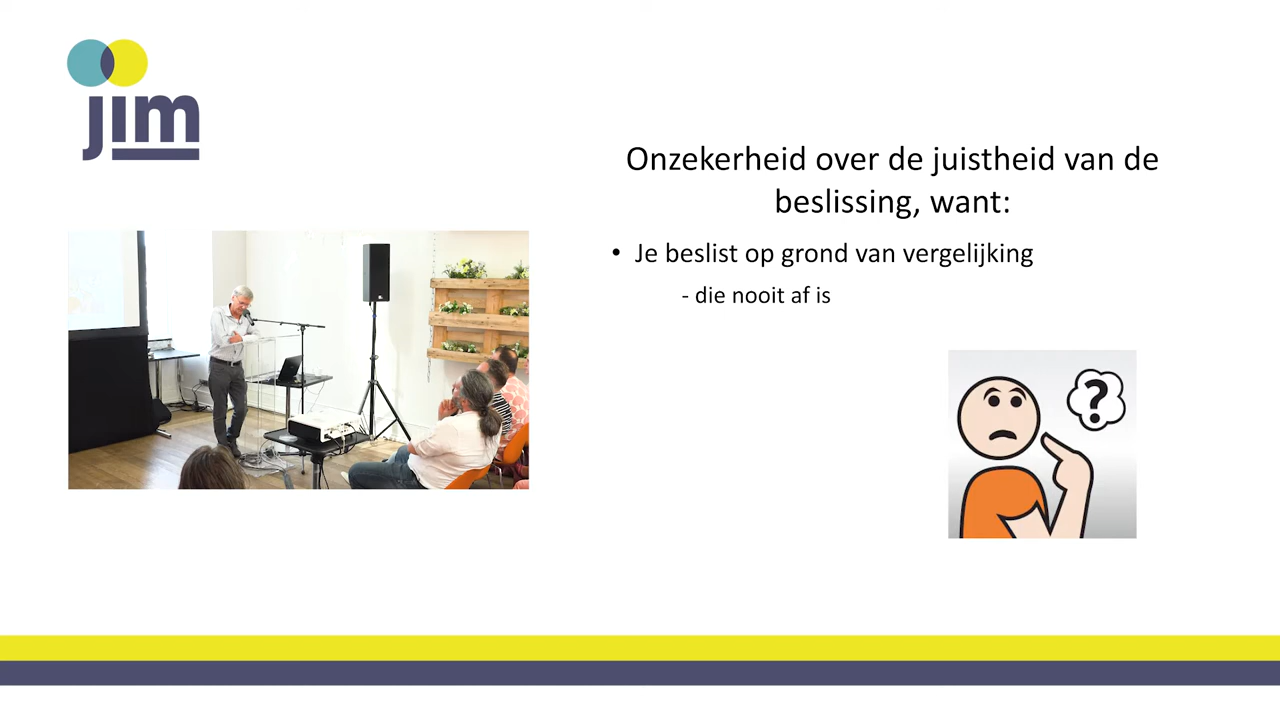 jim
Onzekerheid over de juistheid van de
beslissing, want:
• Je beslist op grond van vergelijking
- die nooit af is
?